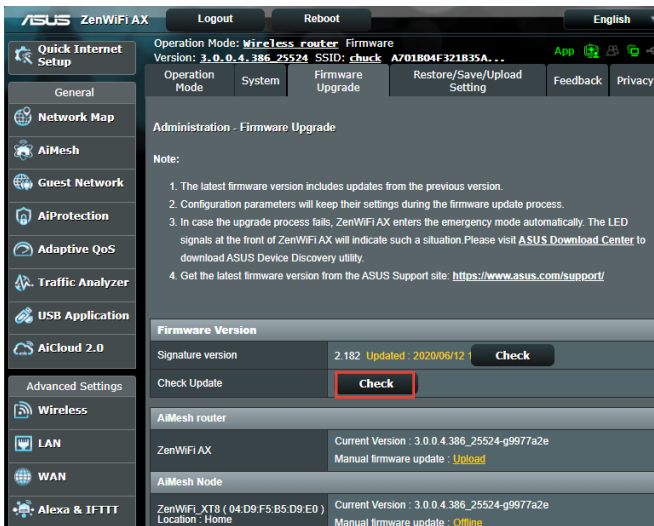 ASUS ZenWiFi AX Logout Reboot English
Quick Internet Setup
Operation Mode: Wireless router Firmware
Version: 3.0.0.4.386_25524 SSID: chuck A701B04F321B35A...
App
Operation Mode System Firmware Upgrade Restore/Save/Upload Setting Feedback Privacy
General
Network Map
AiMesh
Guest Network
AiProtection
Adaptive QoS
Traffic Analyzer
USB Application
AiCloud 2.0
Advanced Settings
Wireless
LAN
WAN
Alexa & IFTTT
Administration - Firmware Upgrade
Note:
1. The latest firmware version includes updates from the previous version.
2. Configuration parameters will keep their settings during the firmware update process.
3. In case the upgrade process fails, ZenWiFi AX enters the emergency mode automatically. The LED
signals at the front of ZenWiFi AX will indicate such a situation.Please visit ASUS Download Center to
download ASUS Device Discovery utility.
4. Get the latest firmware version from the ASUS Support site: https://www.asus.com/support/
Firmware Version
Signature version 2.182 Updated : 2020/06/12 1 Check
Check Update Check
AiMesh router
ZenWiFi AX
Current Version : 3.0.0.4.386_25524-g9977a2e
Manual firmware update : Upload
AiMesh Node
ZenWiFi_XT8 ( 04:D9:F5:B5:D9:E0 )
Location : Home
Current Version : 3.0.0.4.386_25524-g9977a2e
Manual firmware update : Offline